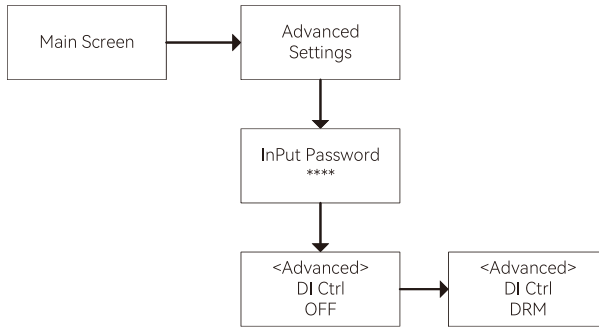 Main Screen
Advanced
Settings
InPut Password
****
<Advanced>
DI Ctrl
OFF
<Advanced>
DI Ctrl
DRM